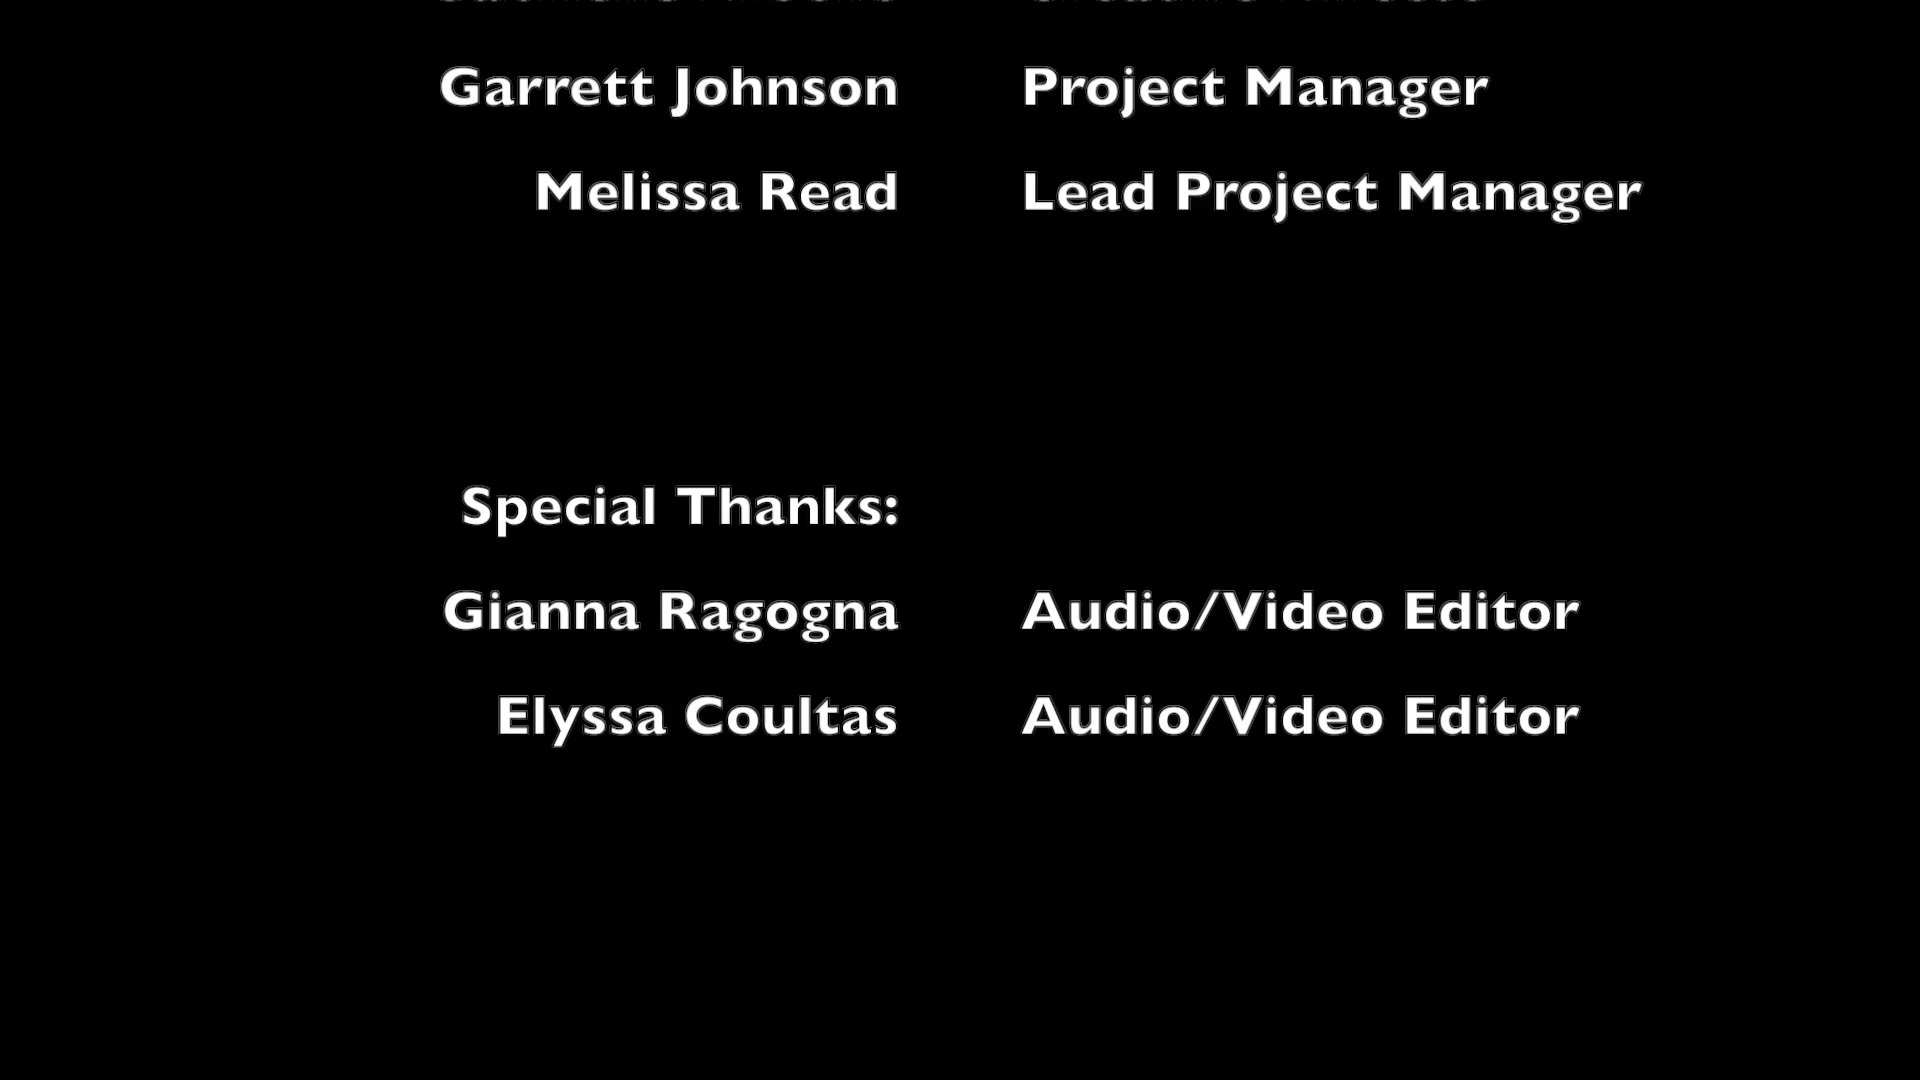 Garrett Johnson Project Manager
Melissa Read Lead Project Manager
Special Thanks:
Gianna Ragogna Audio/Video Editor
Elyssa Coultas Audio/Video Editor